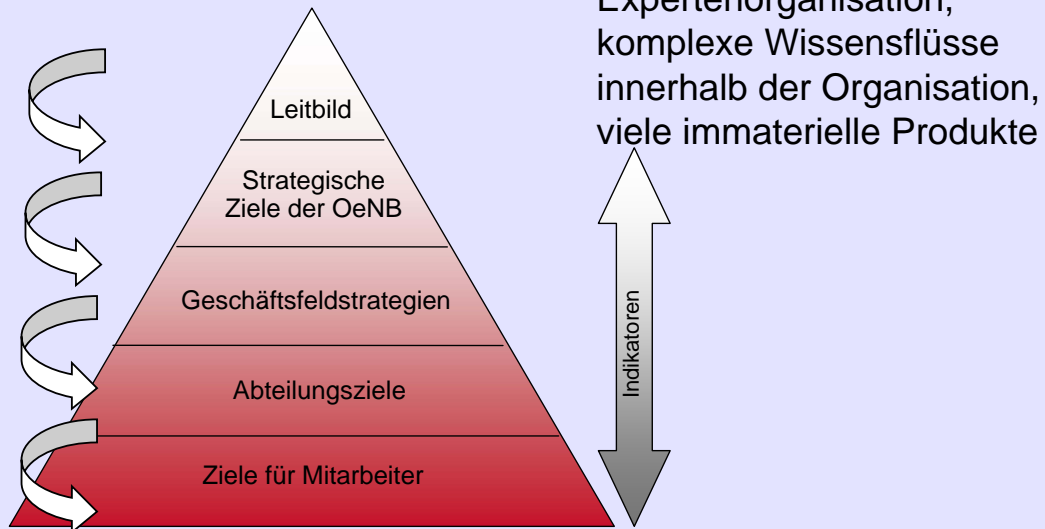 Expertenorganisation,
komplexe Wissensflüsse
innerhalb der Organisation,
viele immaterielle Produkte
Leitbild
Strategische
Ziele der OeNB
Geschäftsfeldstrategien
Abteilungsziele
Ziele für Mitarbeiter
Indikatoren